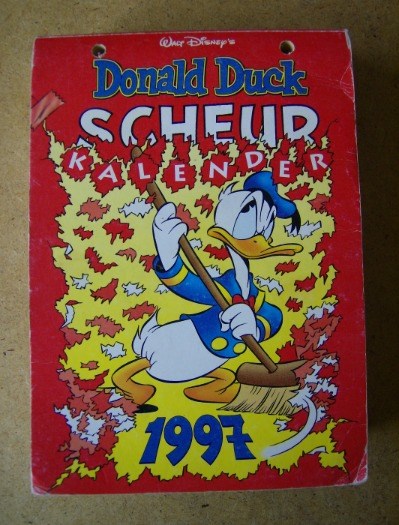 Walt Disney's
Donald Duck
SCHEUR
KALENDER
1997